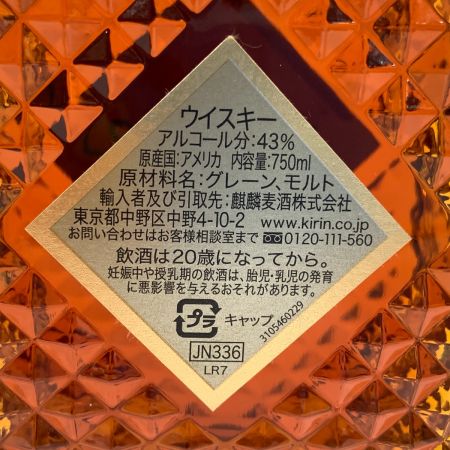 ウイスキー
アルコール分:43%
原産国:アメリカ 内容量:750ml
原材料名:グレーン、モルト
輸入者及び引取先:麒麟麦酒株式会社
東京都中野区中野4-10-2 www.kirin.co.jp
お問い合わせはお客様相談室まで 0120-111-560
飲酒は20歳になってから。
妊娠中や授乳期の飲酒は、胎児・乳児の発育
に悪影響を与えるおそれがあります。
プラ キャップ 3105460229
JN336
LR7